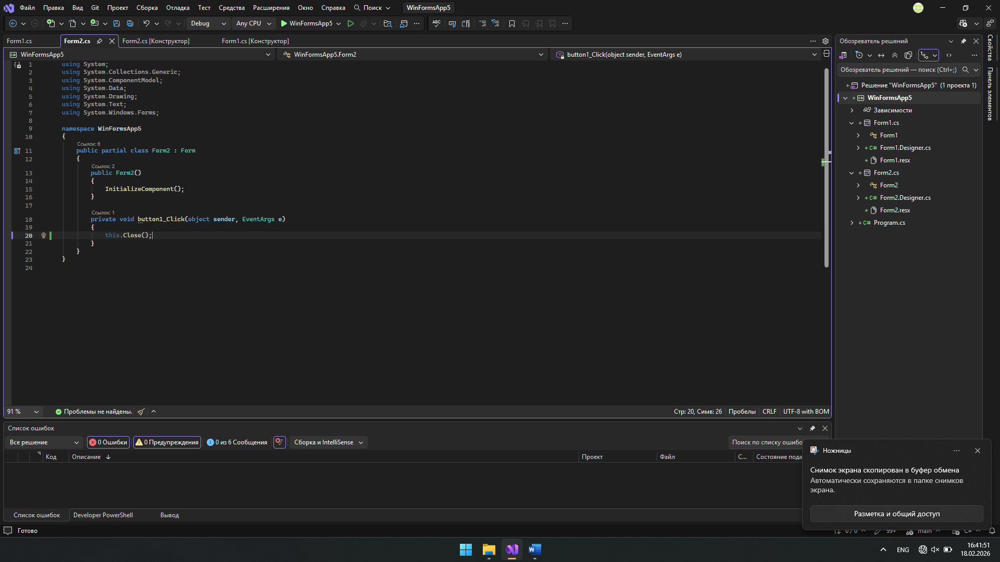 Файл Правка Вид Git Проект Сборка Отладка Тест Средства Расширения Окно Справка Поиск WinFormsApp5
Debug Any CPU WinFormsApp5
Form1.cs Form2.cs Form2.cs [Конструктор] Form1.cs [Конструктор]
WinFormsApp5 WinFormsApp5.Form2 button1_Click(object sender, EventArgs e)
1 using System;
2 using System.Collections.Generic;
3 using System.ComponentModel;
4 using System.Data;
5 using System.Drawing;
6 using System.Text;
7 using System.Windows.Forms;
8
9 namespace WinFormsApp5
10 {
Ссылок: 6
11 public partial class Form2 : Form
12 {
Ссылок: 2
13 public Form2()
14 {
15 InitializeComponent();
16 }
17
Ссылок: 1
18 private void button1_Click(object sender, EventArgs e)
19 {
20 this.Close();
21 }
22 }
23 }
24
91 % Проблемы не найдены. Стр: 20, Симв: 26 Пробелы CRLF UTF-8 with BOM
Список ошибок
Все решение 0 Ошибки 0 Предупреждения 0 из 6 Сообщения Сборка и IntelliSense Поиск по списку ошибо
Код Описание Проект Файл С... Состояние пода
Список ошибок Developer PowerShell Вывод
Готово
Обозреватель решений
Обозреватель решений — поиск (Ctrl+;)
Решение "WinFormsApp5" (1 проекта 1)
WinFormsApp5
Зависимости
Form1.cs
Form1
Form1.Designer.cs
Form1.resx
Form2.cs
Form2
Form2.Designer.cs
Form2.resx
Program.cs
Свойства
Панель элементов
Ножницы
Снимок экрана скопирован в буфер обмена
Автоматически сохраняются в папке снимков
экрана.
Разметка и общий доступ
0 / 0 99+ main C#
ENG 16:41:51
18.02.2026